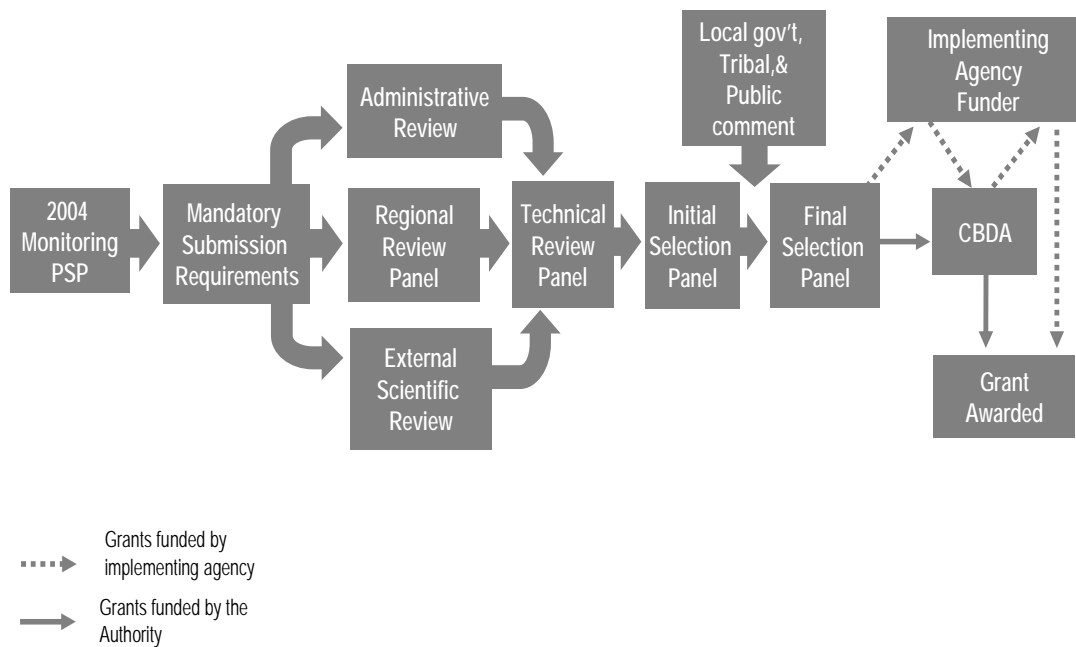 2004
Monitoring
PSP
Mandatory
Submission
Requirements
Administrative
Review
Regional
Review
Panel
External
Scientific
Review
Technical
Review
Panel
Initial
Selection
Panel
Local gov't,
Tribal,&
Public
comment
Final
Selection
Panel
Implementing
Agency
Funder
CBDA
Grant
Awarded
Grants funded by
implementing agency
Grants funded by the
Authority